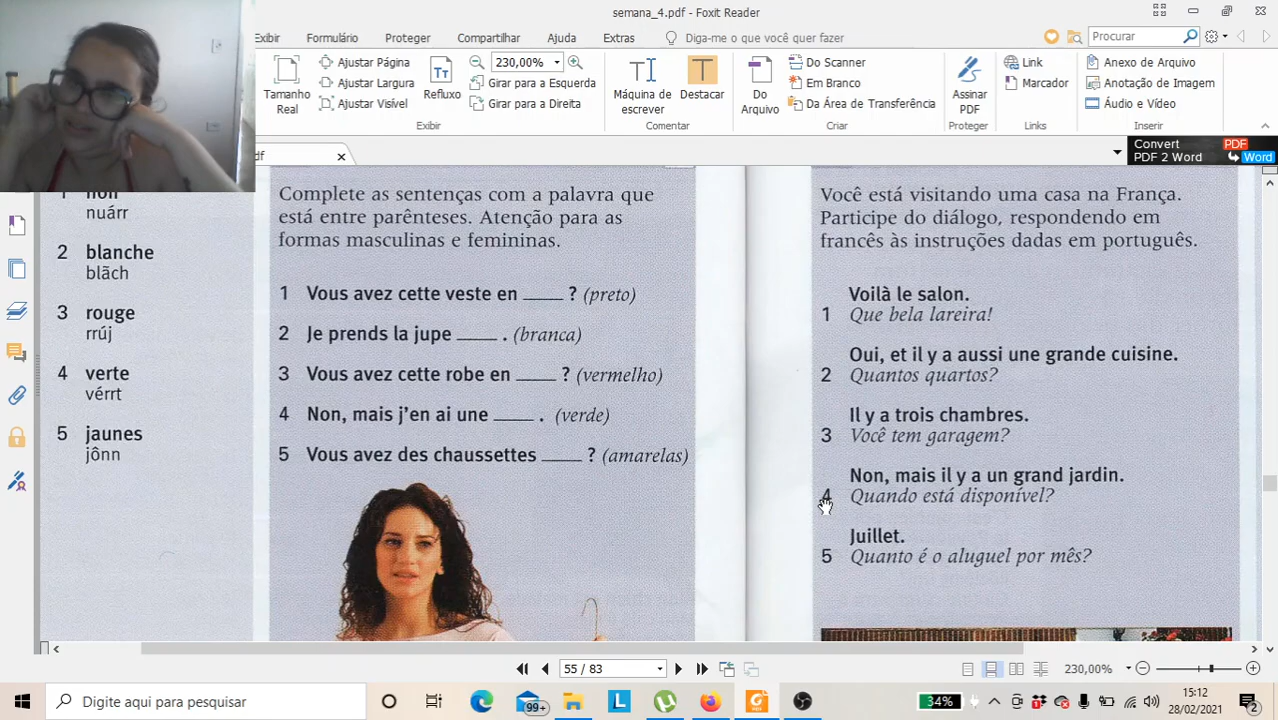 semana_4.pdf - Foxit Reader
Exibir Formulário Proteger Compartilhar Ajuda Extras Diga-me o que você quer fazer Procurar
Tamanho Real
Ajustar Página
Ajustar Largura
Ajustar Visível
Refluxo
230,00%
Girar para a Esquerda
Girar para a Direita
Exibir
Máquina de escrever
Destacar
Comentar
Do Arquivo
Do Scanner
Em Branco
Da Área de Transferência
Criar
Assinar PDF
Proteger
Link
Marcador
Links
Anexo de Arquivo
Anotação de Imagem
Áudio e Vídeo
Inserir
df
Convert PDF
PDF 2 Word Word
nuárr
2 blanche
blãch
3 rouge
rrúj
4 verte
vérrt
5 jaunes
jônn
Complete as sentenças com a palavra que
está entre parênteses. Atenção para as
formas masculinas e femininas.
1 Vous avez cette veste en ____ ? (preto)
2 Je prends la jupe ____ . (branca)
3 Vous avez cette robe en ____ ? (vermelho)
4 Non, mais j'en ai une ____ . (verde)
5 Vous avez des chaussettes ____ ? (amarelas)
Você está visitando uma casa na França.
Participe do diálogo, respondendo em
francês às instruções dadas em português.
Voilà le salon.
1 Que bela lareira!
Oui, et il y a aussi une grande cuisine.
2 Quantos quartos?
Il y a trois chambres.
3 Você tem garagem?
Non, mais il y a un grand jardin.
4 Quando está disponível?
Juillet.
5 Quanto é o aluguel por mês?
55 / 83
230,00%
Digite aqui para pesquisar
99+
L
34%
15:12
28/02/2021
2